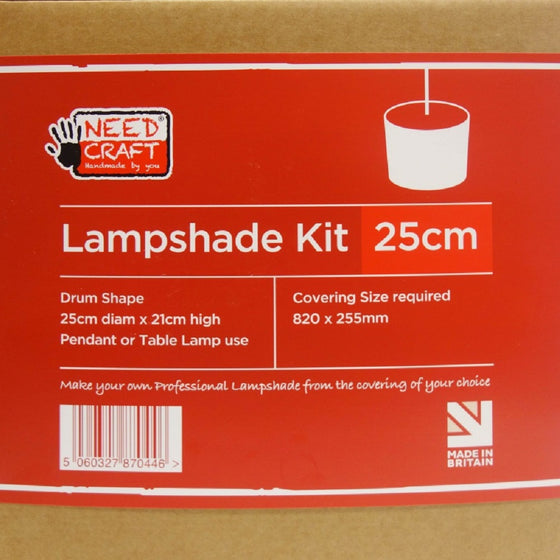 NEED®
CRAFT
Handmade by you
Lampshade Kit 25cm
Drum Shape
25cm diam x 21cm high
Pendant or Table Lamp use
Covering Size required
820 x 255mm
Make your own Professional Lampshade from the covering of your choice
5 060327 870446 >
MADE IN
BRITAIN